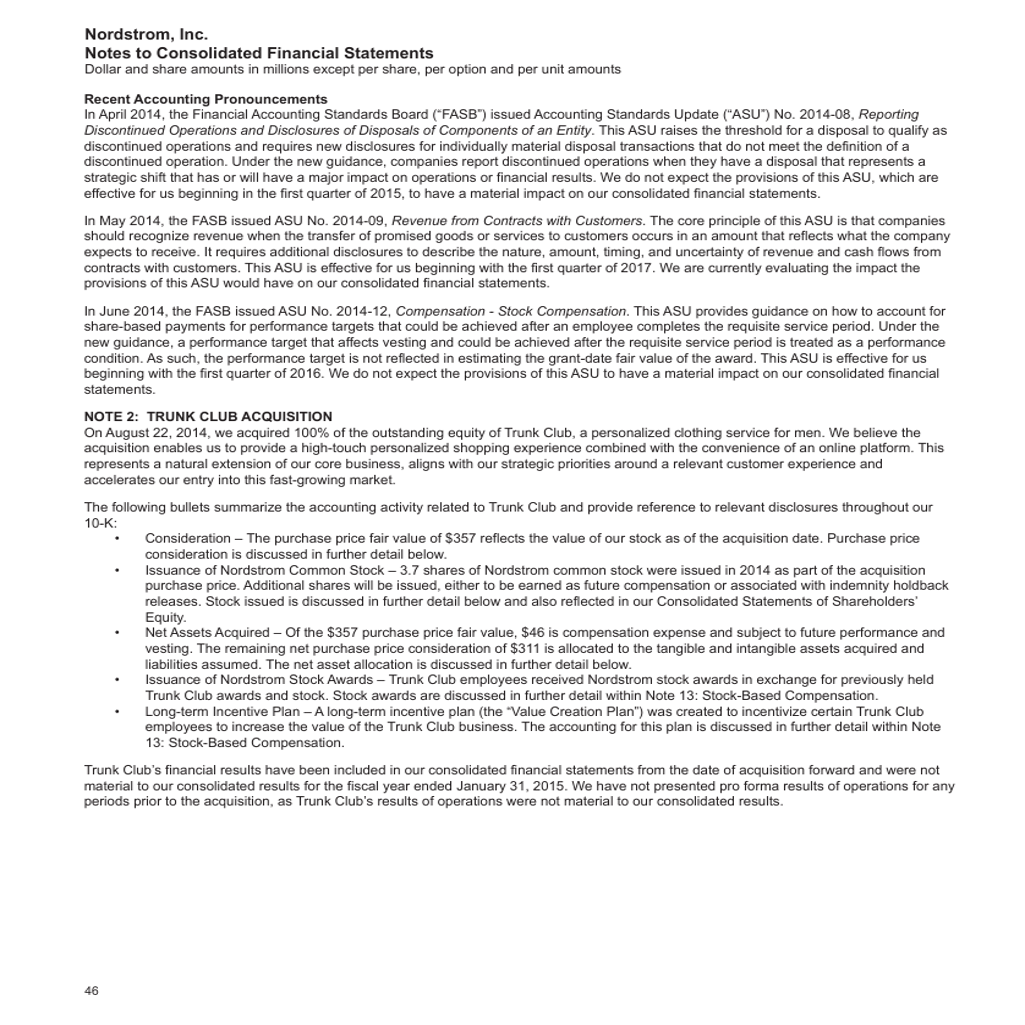 Nordstrom, Inc.
Notes to Consolidated Financial Statements
Dollar and share amounts in millions except per share, per option and per unit amounts
Recent Accounting Pronouncements
In April 2014, the Financial Accounting Standards Board (“FASB”) issued Accounting Standards Update (“ASU”) No. 2014-08, Reporting
Discontinued Operations and Disclosures of Disposals of Components of an Entity. This ASU raises the threshold for a disposal to qualify as
discontinued operations and requires new disclosures for individually material disposal transactions that do not meet the definition of a
discontinued operation. Under the new guidance, companies report discontinued operations when they have a disposal that represents a
strategic shift that has or will have a major impact on operations or financial results. We do not expect the provisions of this ASU, which are
effective for us beginning in the first quarter of 2015, to have a material impact on our consolidated financial statements.
In May 2014, the FASB issued ASU No. 2014-09, Revenue from Contracts with Customers. The core principle of this ASU is that companies
should recognize revenue when the transfer of promised goods or services to customers occurs in an amount that reflects what the company
expects to receive. It requires additional disclosures to describe the nature, amount, timing, and uncertainty of revenue and cash flows from
contracts with customers. This ASU is effective for us beginning with the first quarter of 2017. We are currently evaluating the impact the
provisions of this ASU would have on our consolidated financial statements.
In June 2014, the FASB issued ASU No. 2014-12, Compensation - Stock Compensation. This ASU provides guidance on how to account for
share-based payments for performance targets that could be achieved after an employee completes the requisite service period. Under the
new guidance, a performance target that affects vesting and could be achieved after the requisite service period is treated as a performance
condition. As such, the performance target is not reflected in estimating the grant-date fair value of the award. This ASU is effective for us
beginning with the first quarter of 2016. We do not expect the provisions of this ASU to have a material impact on our consolidated financial
statements.
NOTE 2: TRUNK CLUB ACQUISITION
On August 22, 2014, we acquired 100% of the outstanding equity of Trunk Club, a personalized clothing service for men. We believe the
acquisition enables us to provide a high-touch personalized shopping experience combined with the convenience of an online platform. This
represents a natural extension of our core business, aligns with our strategic priorities around a relevant customer experience and
accelerates our entry into this fast-growing market.
The following bullets summarize the accounting activity related to Trunk Club and provide reference to relevant disclosures throughout our
10-K:
• Consideration – The purchase price fair value of $357 reflects the value of our stock as of the acquisition date. Purchase price
consideration is discussed in further detail below.
• Issuance of Nordstrom Common Stock – 3.7 shares of Nordstrom common stock were issued in 2014 as part of the acquisition
purchase price. Additional shares will be issued, either to be earned as future compensation or associated with indemnity holdback
releases. Stock issued is discussed in further detail below and also reflected in our Consolidated Statements of Shareholders’
Equity.
• Net Assets Acquired – Of the $357 purchase price fair value, $46 is compensation expense and subject to future performance and
vesting. The remaining net purchase price consideration of $311 is allocated to the tangible and intangible assets acquired and
liabilities assumed. The net asset allocation is discussed in further detail below.
• Issuance of Nordstrom Stock Awards – Trunk Club employees received Nordstrom stock awards in exchange for previously held
Trunk Club awards and stock. Stock awards are discussed in further detail within Note 13: Stock-Based Compensation.
• Long-term Incentive Plan – A long-term incentive plan (the “Value Creation Plan”) was created to incentivize certain Trunk Club
employees to increase the value of the Trunk Club business. The accounting for this plan is discussed in further detail within Note
13: Stock-Based Compensation.
Trunk Club’s financial results have been included in our consolidated financial statements from the date of acquisition forward and were not
material to our consolidated results for the fiscal year ended January 31, 2015. We have not presented pro forma results of operations for any
periods prior to the acquisition, as Trunk Club’s results of operations were not material to our consolidated results.
46